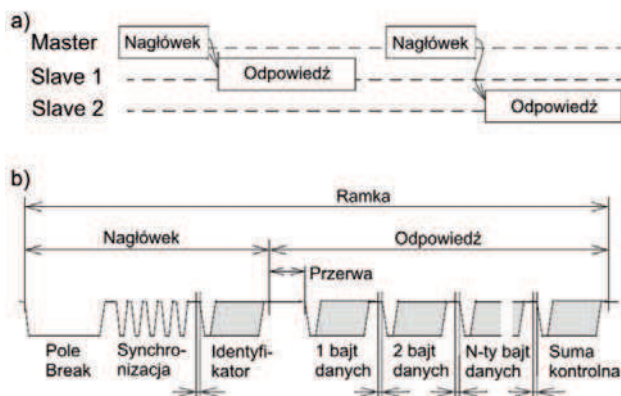 a)
Master
Nagłówek
Nagłówek
Slave 1
Odpowiedź
Slave 2
Odpowiedź
b)
Ramka
Nagłówek
Odpowiedź
Przerwa
Pole
Break
Synchro-
nizacja
Identyfi-
kator
1 bajt
danych
2 bajt
danych
N-ty bajt
danych
Suma
kontrolna